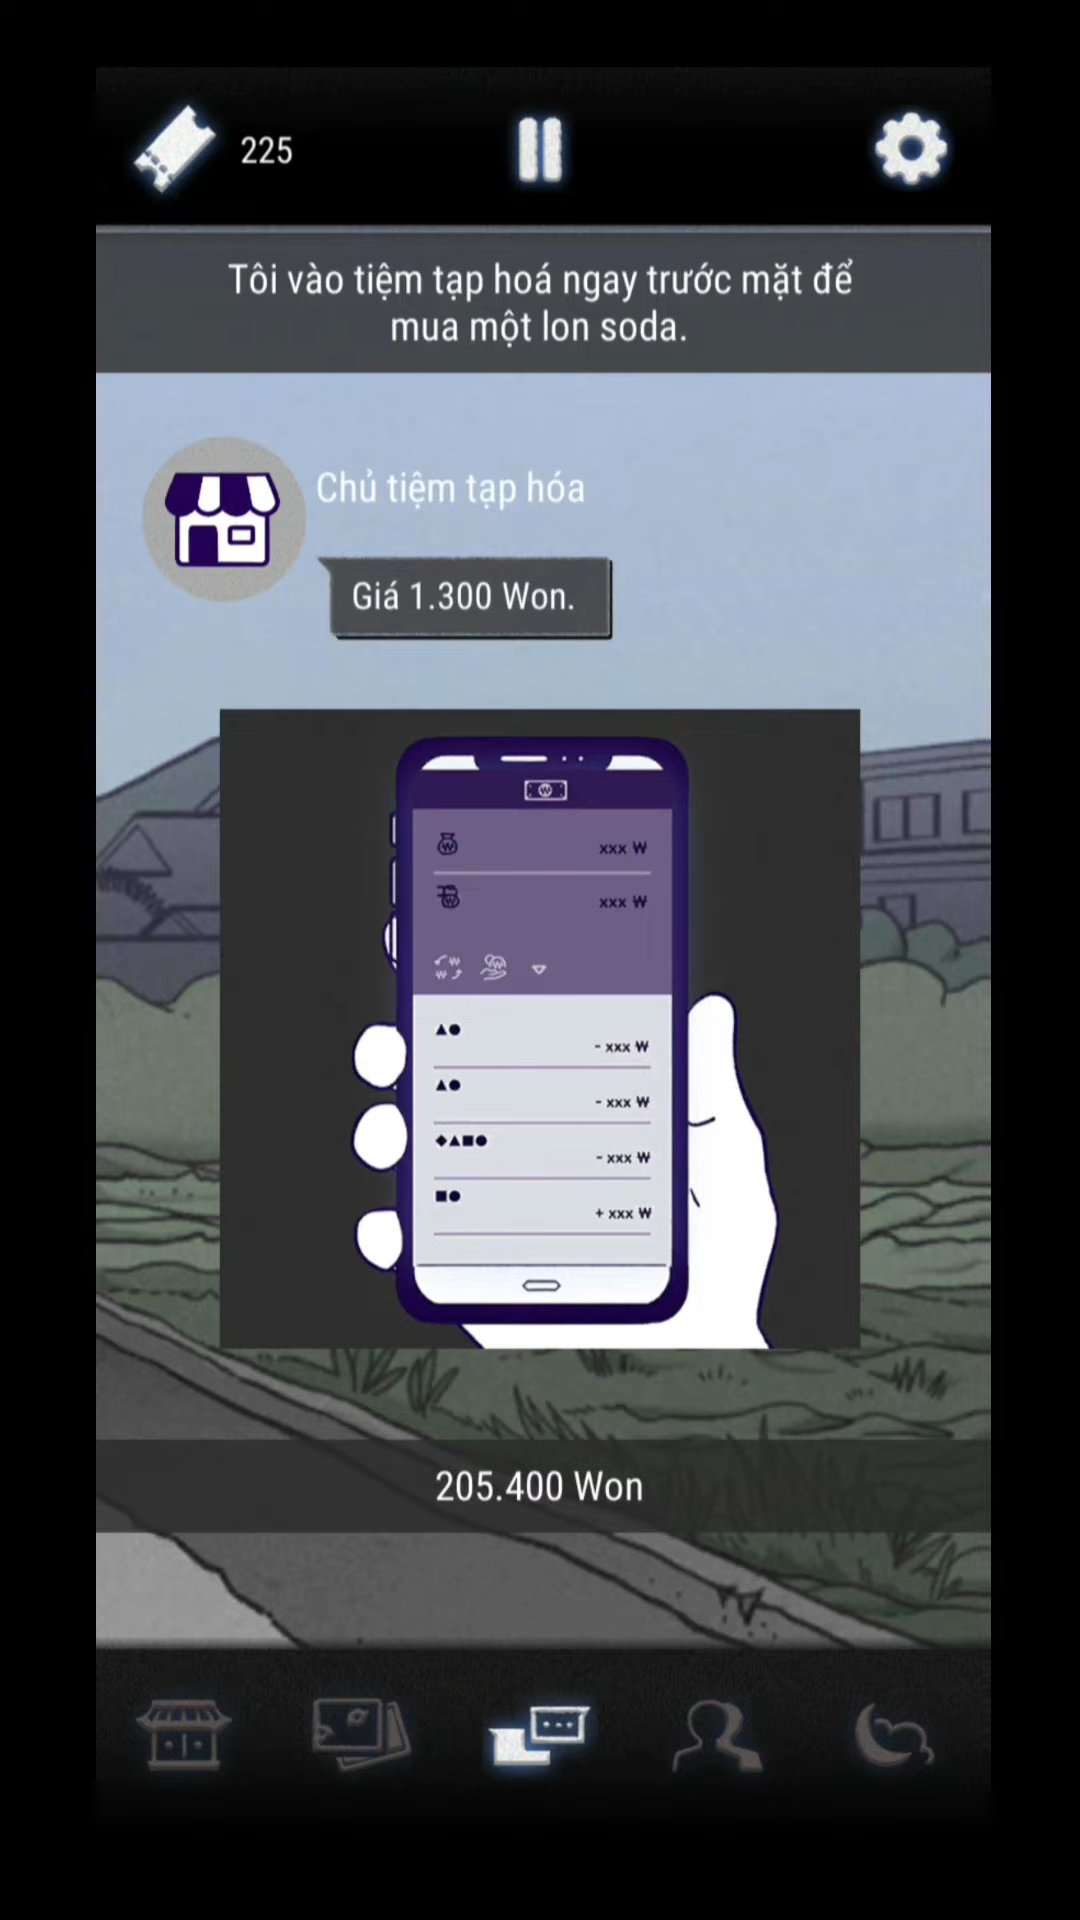 225
Tôi vào tiệm tạp hoá ngay trước mặt để
mua một lon soda.
Chủ tiệm tạp hóa
Giá 1.300 Won.
xxx ₩
xxx ₩
- xxx ₩
- xxx ₩
- xxx ₩
+ xxx ₩
205.400 Won